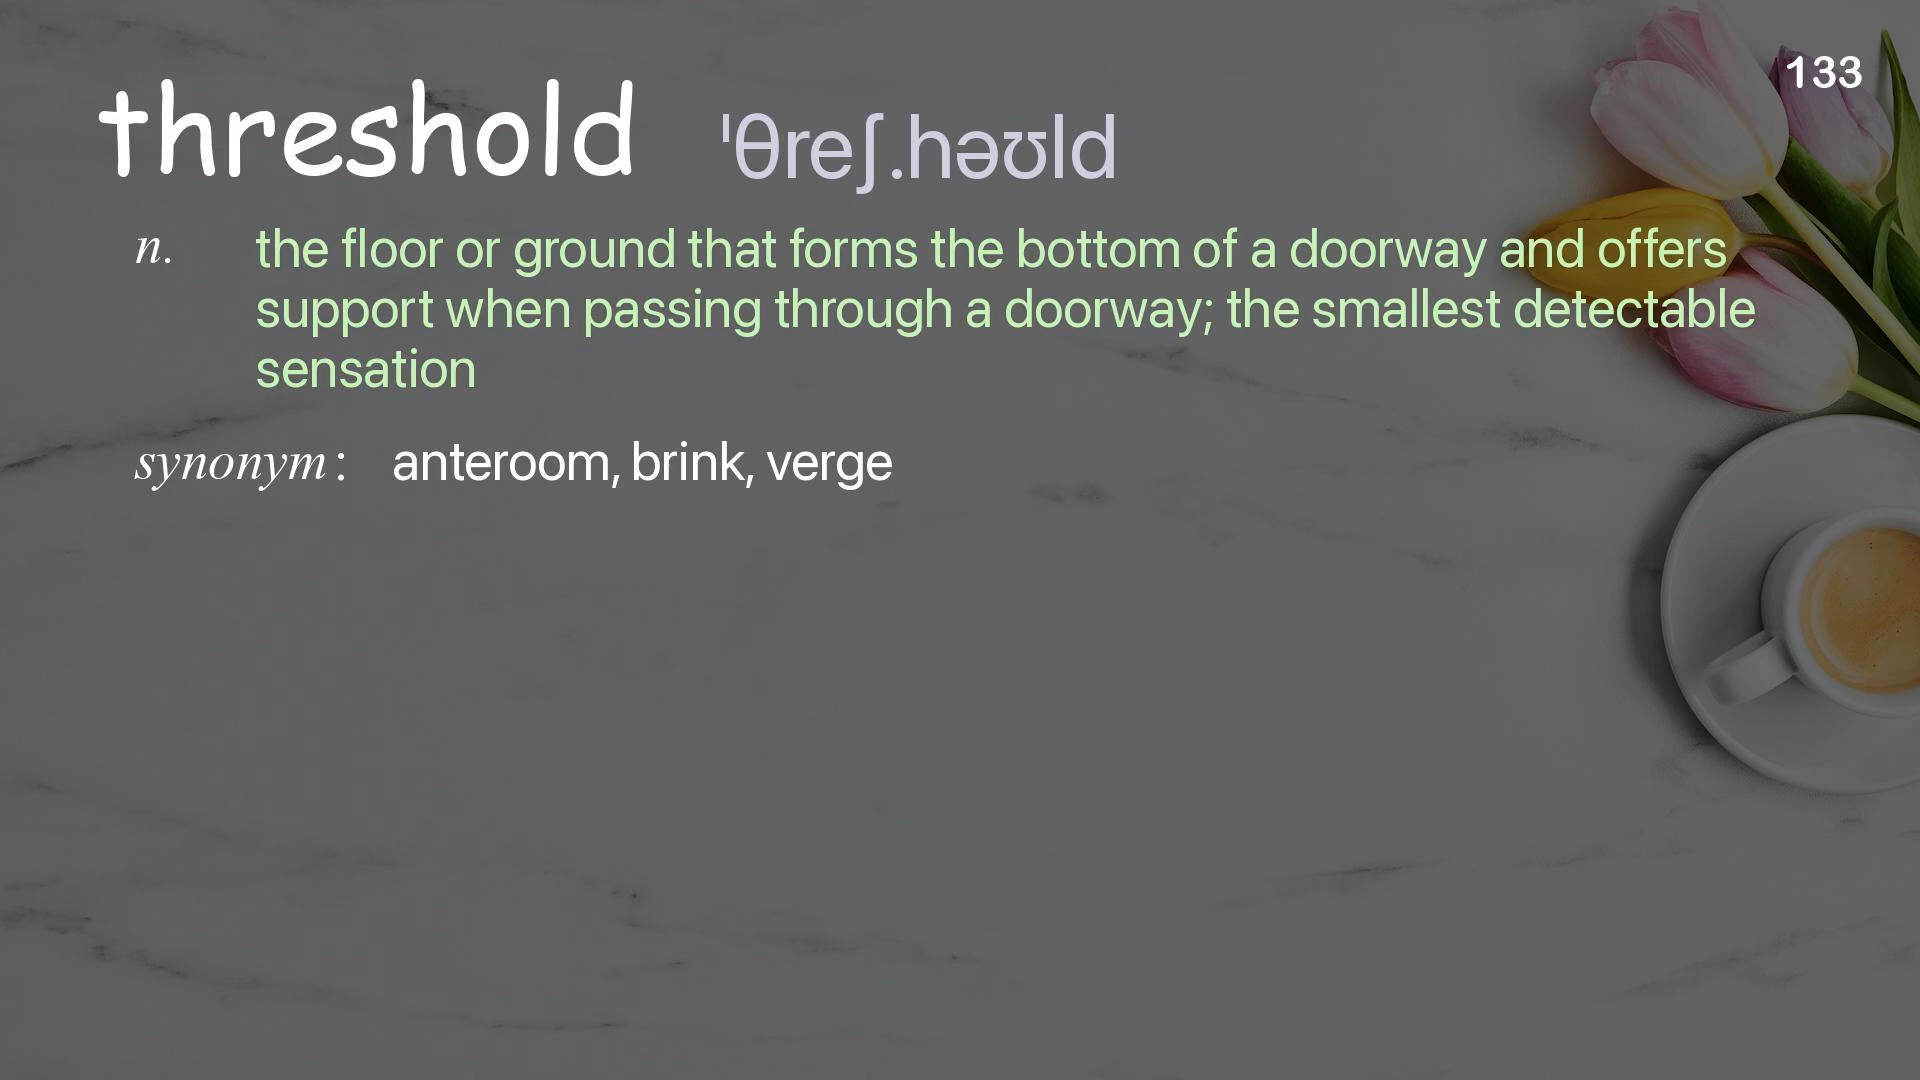 133
threshold ˈθreʃ.həʊld
n. the floor or ground that forms the bottom of a doorway and offers
support when passing through a doorway; the smallest detectable
sensation
synonym: anteroom, brink, verge